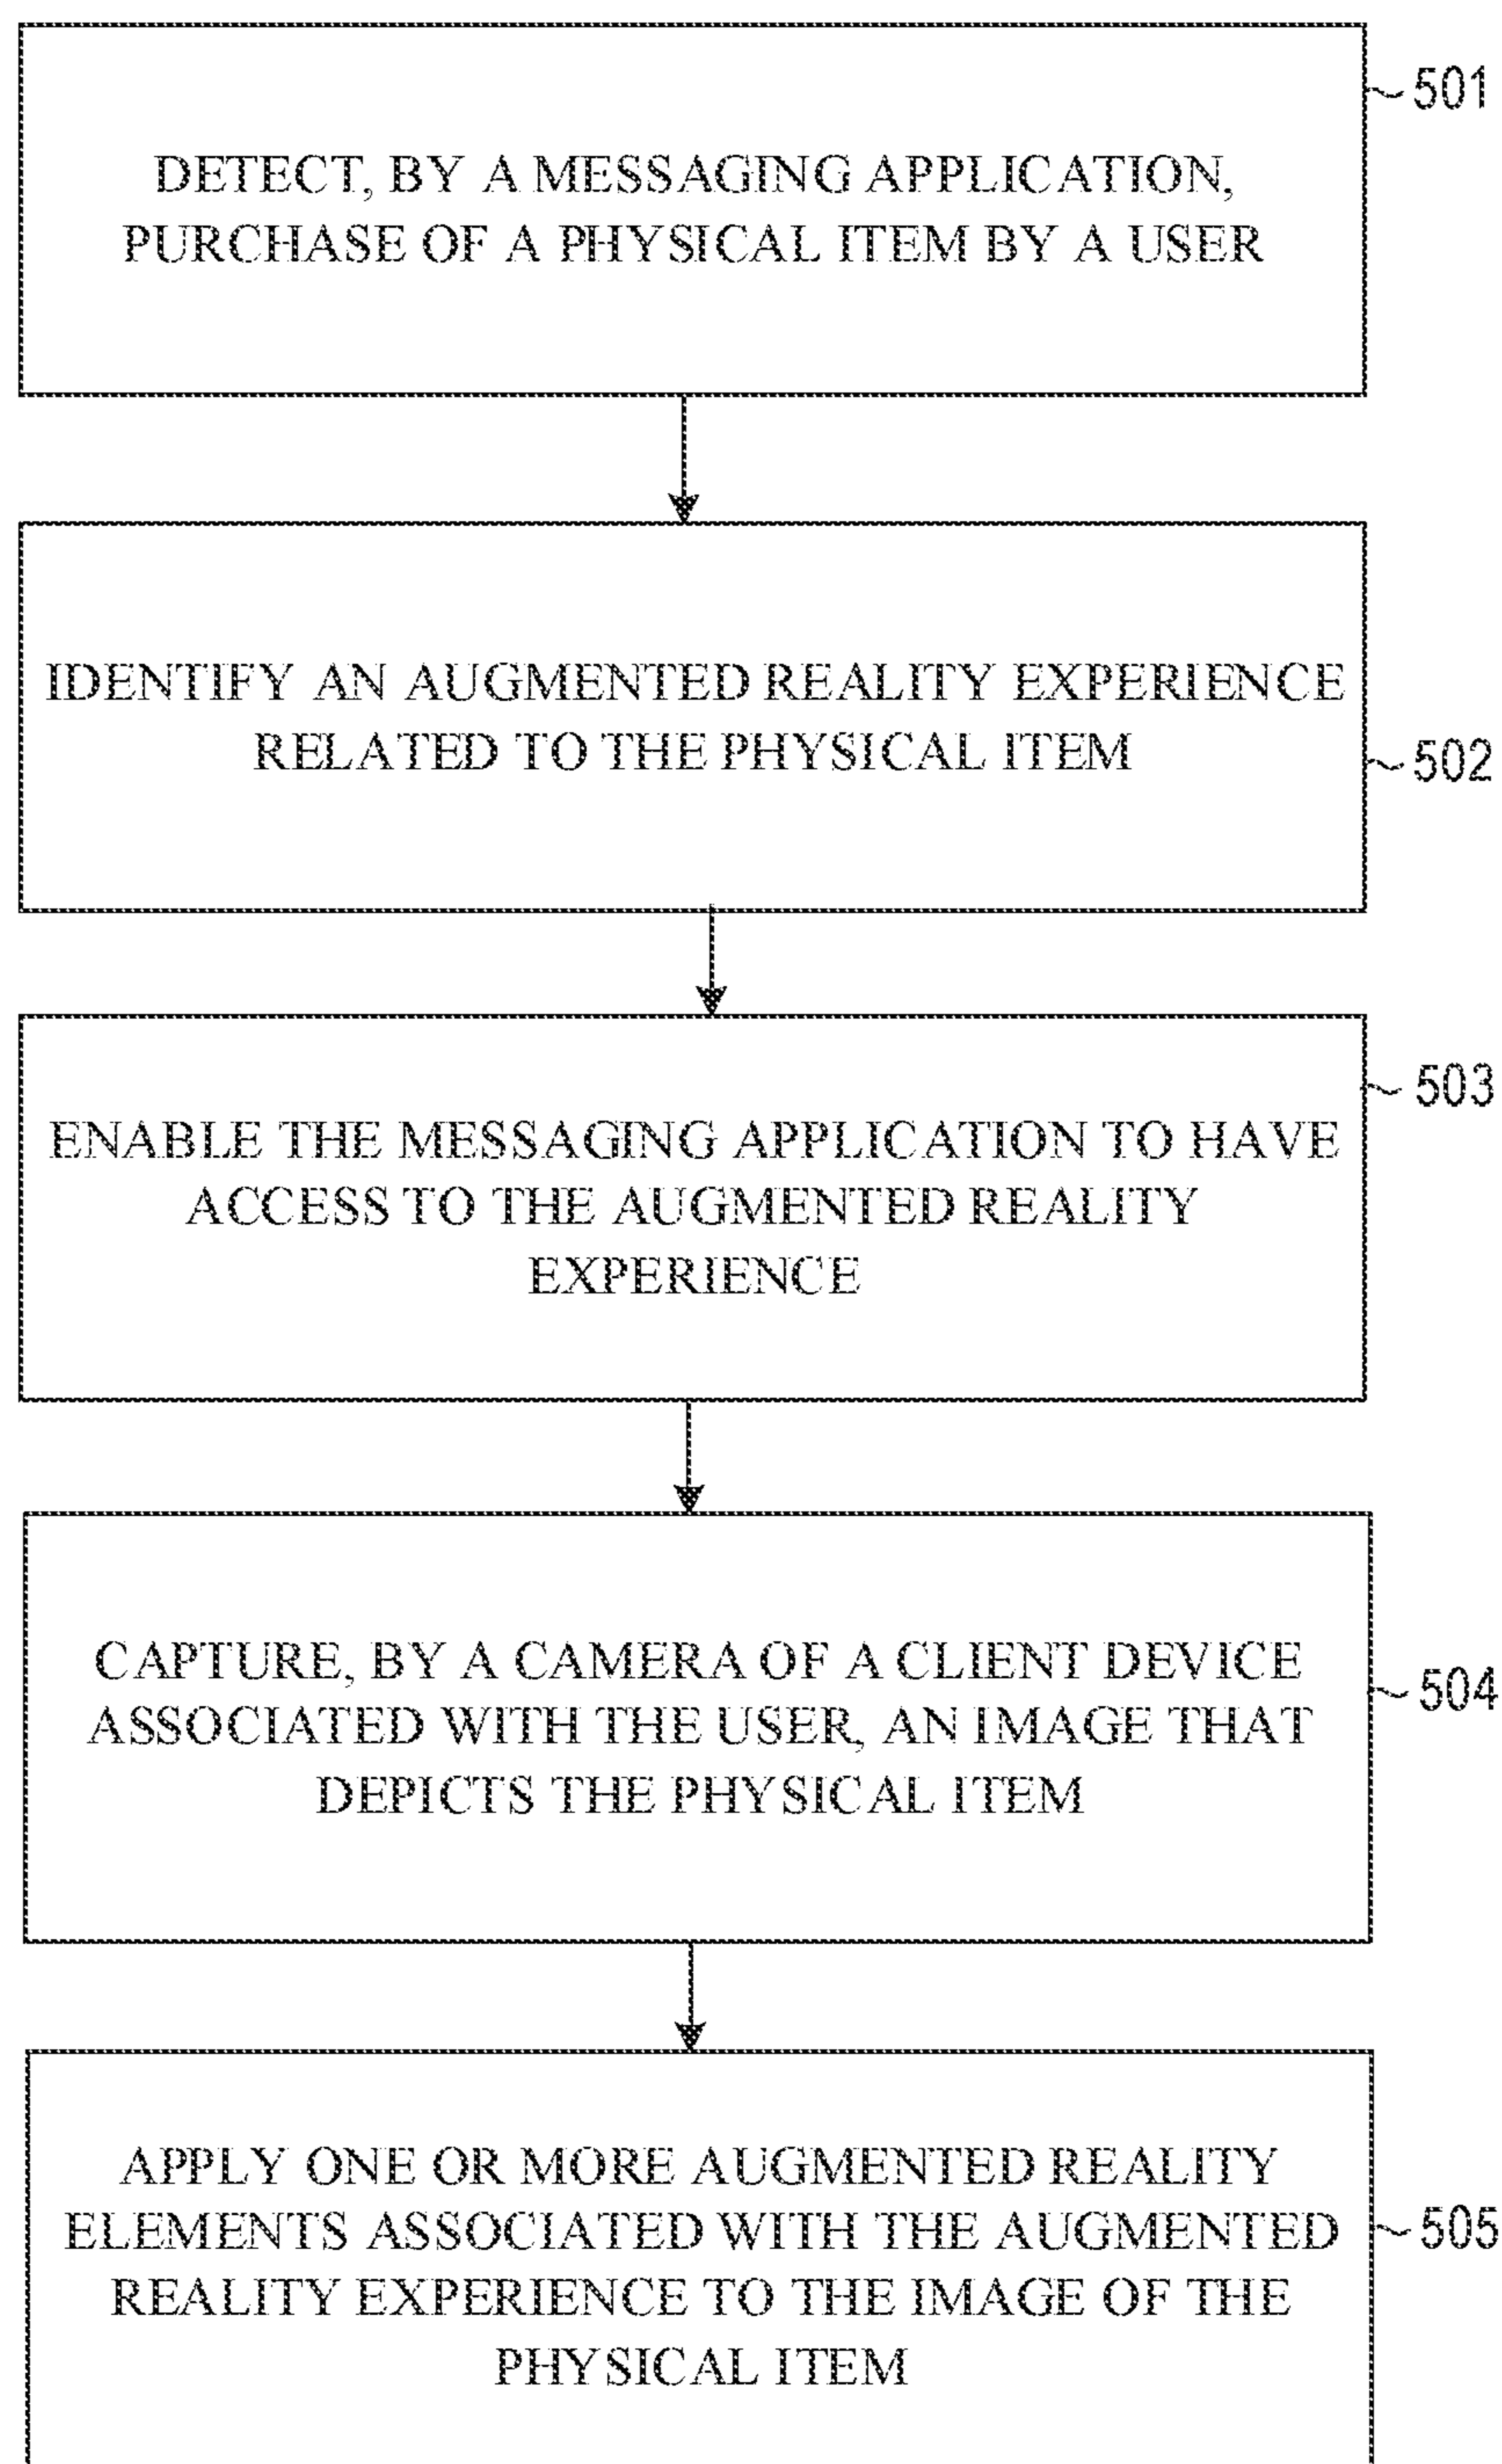 501
DETECT, BY A MESSAGING APPLICATION,
PURCHASE OF A PHYSICAL ITEM BY A USER
IDENTIFY AN AUGMENTED REALITY EXPERIENCE
RELATED TO THE PHYSICAL ITEM
502
503
ENABLE THE MESSAGING APPLICATION TO HAVE
ACCESS TO THE AUGMENTED REALITY
EXPERIENCE
CAPTURE, BY A CAMERA OF A CLIENT DEVICE
504
ASSOCIATED WITH THE USER, AN IMAGE THAT
DEPICTS THE PHYSICAL ITEM
APPLY ONE OR MORE AUGMENTED REALITY
ELEMENTS ASSOCIATED WITH THE AUGMENTED
505
REALITY EXPERIENCE TO THE IMAGE OF THE
PHYSICAL ITEM